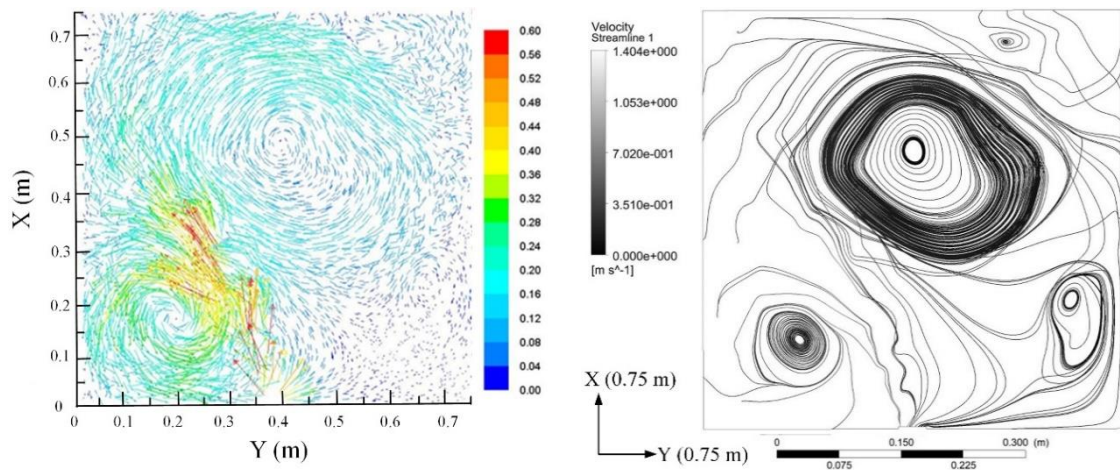 0.7
0.6
0.5
0.4
0.3
0.2
0.1
0
X (m)
0 0.1 0.2 0.3 0.4 0.5 0.6 0.7
Y (m)
0.60
0.56
0.52
0.48
0.44
0.40
0.36
0.32
0.28
0.24
0.20
0.16
0.12
0.08
0.04
0.00
Velocity
Streamline 1
1.404e+000
1.053e+000
7.020e-001
3.510e-001
0.000e+000
[m s^-1]
X (0.75 m)
Y (0.75 m)
0 0.150 0.300 (m)
0.075 0.225